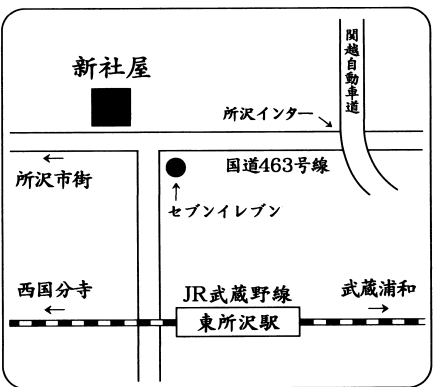 関越自動車道
新社屋
所沢インター
国道463号線
所沢市街
セブンイレブン
西国分寺
JR武蔵野線
武蔵浦和
東所沢駅